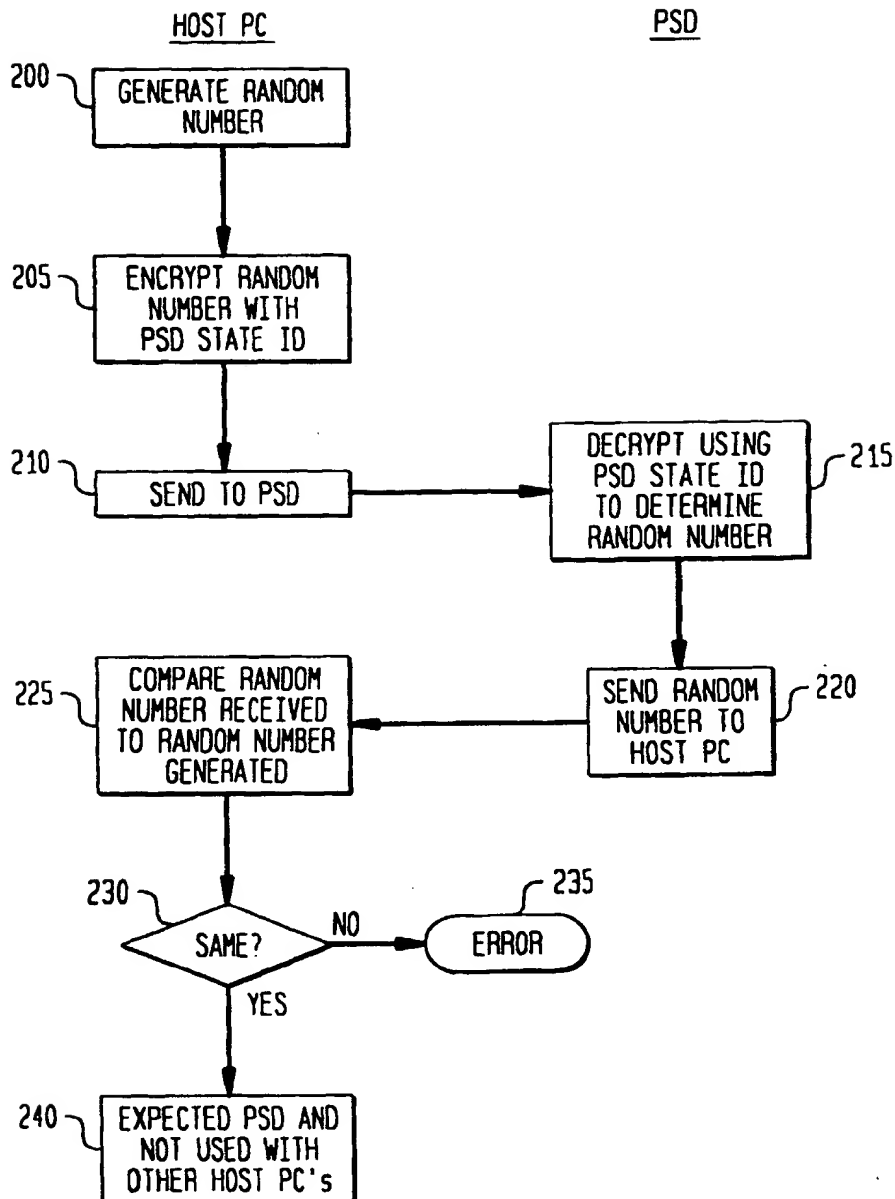 HOST PC
PSD
200
GENERATE RANDOM
NUMBER
205
ENCRYPT RANDOM
NUMBER WITH
PSD STATE ID
210
SEND TO PSD
DECRYPT USING
PSD STATE ID
TO DETERMINE
RANDOM NUMBER
215
225
COMPARE RANDOM
NUMBER RECEIVED
TO RANDOM NUMBER
GENERATED
SEND RANDOM
NUMBER TO
HOST PC
220
230
SAME?
NO
235
ERROR
YES
240
EXPECTED PSD AND
NOT USED WITH
OTHER HOST PC's